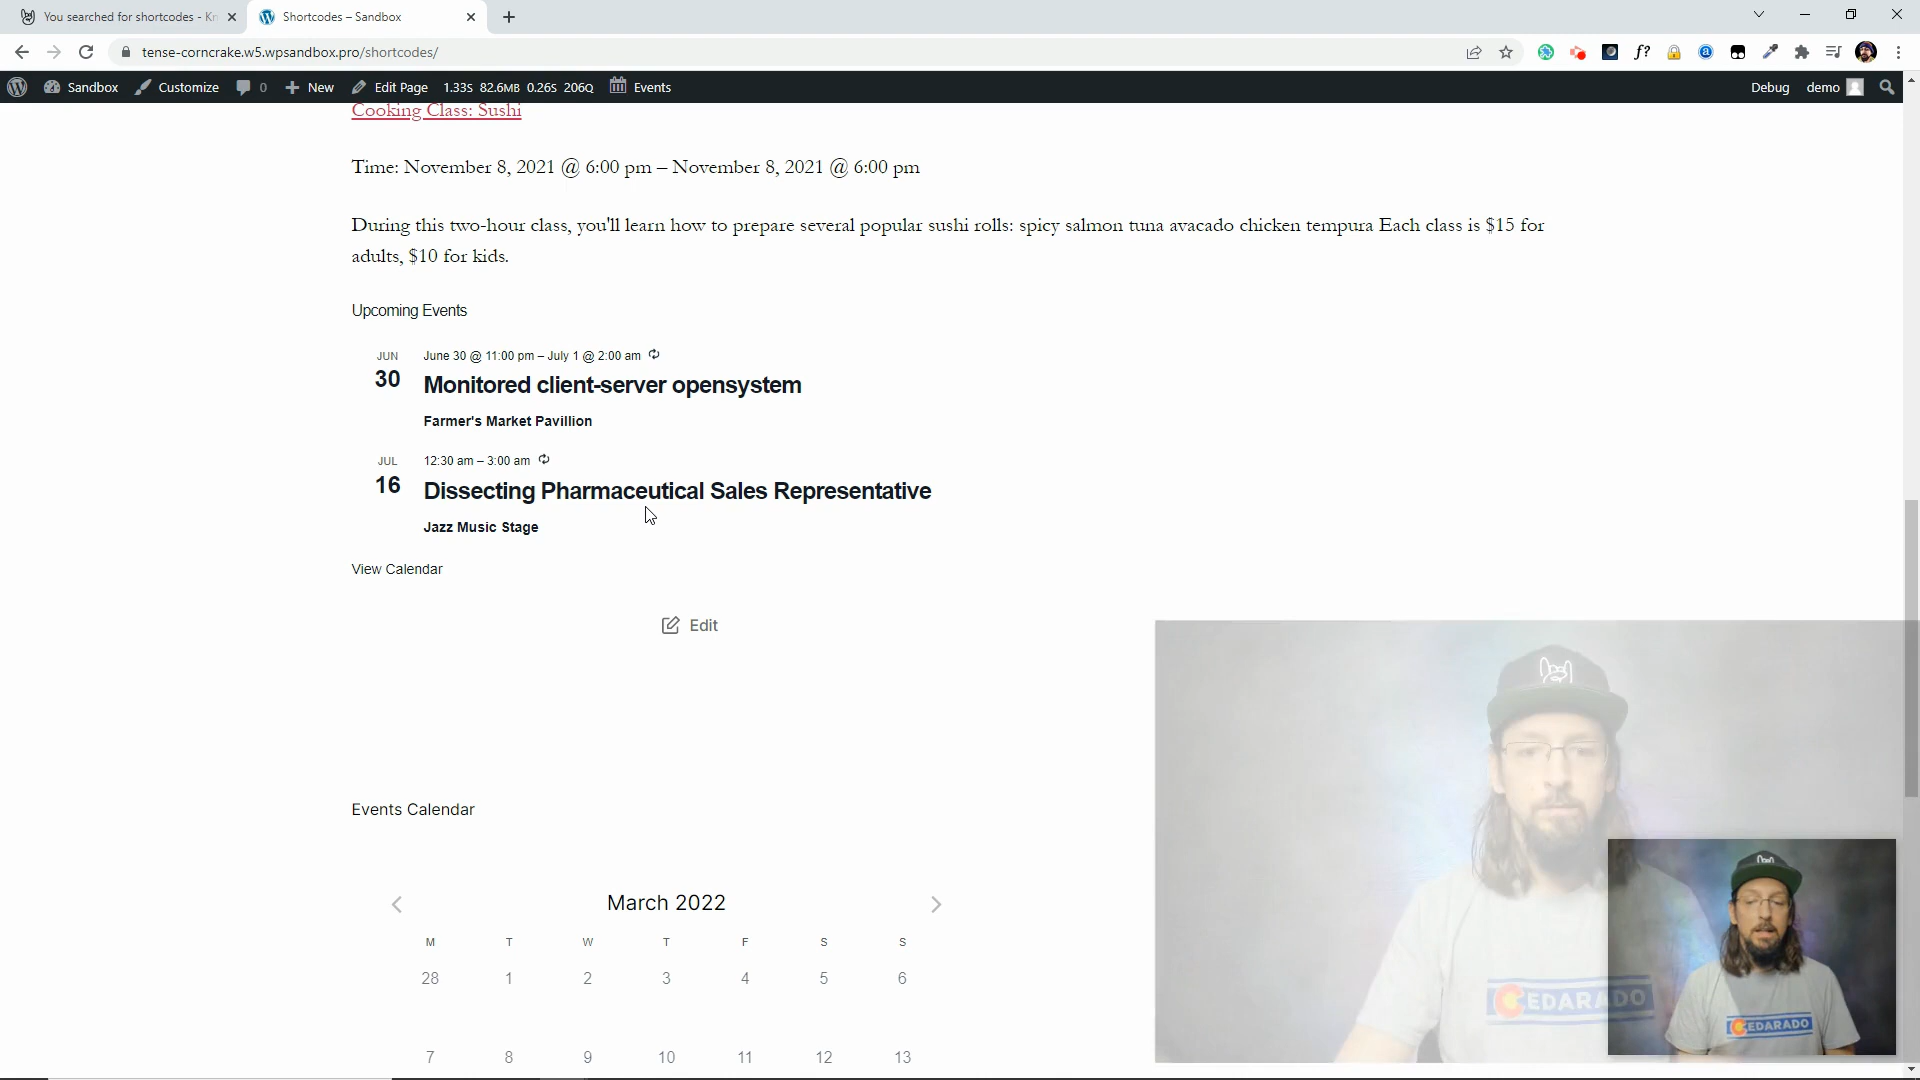 You searched for shortcodes - Kn
Shortcodes – Sandbox
tense-corncrake.w5.wpsandbox.pro/shortcodes/
Sandbox
Customize
0
New
Edit Page
1.33S 82.6MB 0.26S 206Q
Events
Debug
demo
Cooking Class: Sushi
Time: November 8, 2021 @ 6:00 pm – November 8, 2021 @ 6:00 pm
During this two-hour class, you'll learn how to prepare several popular sushi rolls: spicy salmon tuna avacado chicken tempura Each class is $15 for
adults, $10 for kids.
Upcoming Events
JUN
30
June 30 @ 11:00 pm – July 1 @ 2:00 am
Monitored client-server opensystem
Farmer's Market Pavillion
JUL
16
12:30 am – 3:00 am
Dissecting Pharmaceutical Sales Representative
Jazz Music Stage
View Calendar
Edit
Events Calendar
March 2022
M T W T F S S
28 1 2 3 4 5 6
7 8 9 10 11 12 13
CEDARADO
CEDARADO